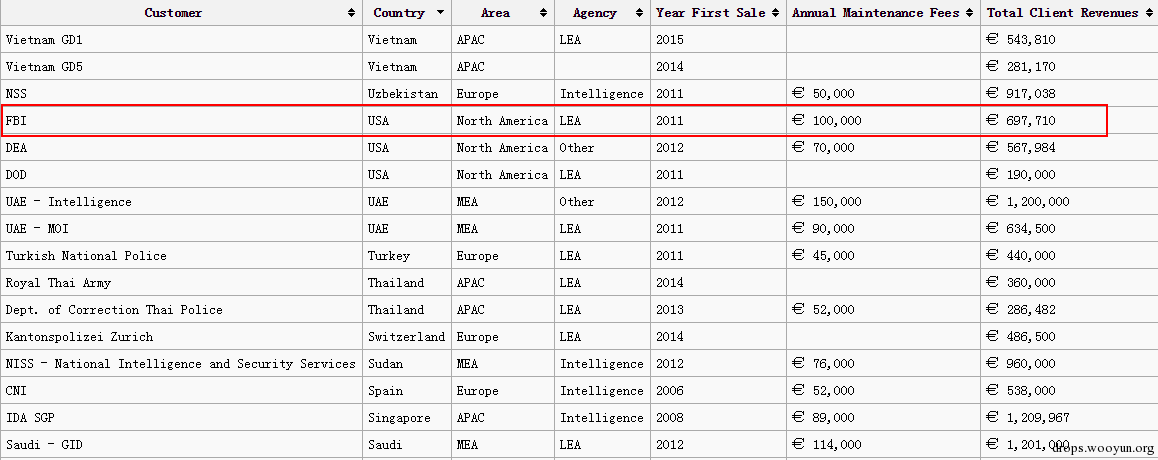 Customer Country Area Agency Year First Sale Annual Maintenance Fees Total Client Revenues
Vietnam GD1 Vietnam APAC LEA 2015 € 543,810
Vietnam GD5 Vietnam APAC 2014 € 281,170
NSS Uzbekistan Europe Intelligence 2011 € 50,000 € 917,038
FBI USA North America LEA 2011 € 100,000 € 697,710
DEA USA North America Other 2012 € 70,000 € 567,984
DOD USA North America LEA 2011 € 190,000
UAE - Intelligence UAE MEA Other 2012 € 150,000 € 1,200,000
UAE - MOI UAE MEA LEA 2011 € 90,000 € 634,500
Turkish National Police Turkey Europe LEA 2011 € 45,000 € 440,000
Royal Thai Army Thailand APAC LEA 2014 € 360,000
Dept. of Correction Thai Police Thailand APAC LEA 2013 € 52,000 € 286,482
Kantonspolizei Zurich Switzerland Europe LEA 2014 € 486,500
NISS - National Intelligence and Security Services Sudan MEA Intelligence 2012 € 76,000 € 960,000
CNI Spain Europe Intelligence 2006 € 52,000 € 538,000
IDA SGP Singapore APAC Intelligence 2008 € 89,000 € 1,209,967
Saudi - GID Saudi MEA LEA 2012 € 114,000 € 1,201,000
drops.wooyun.org